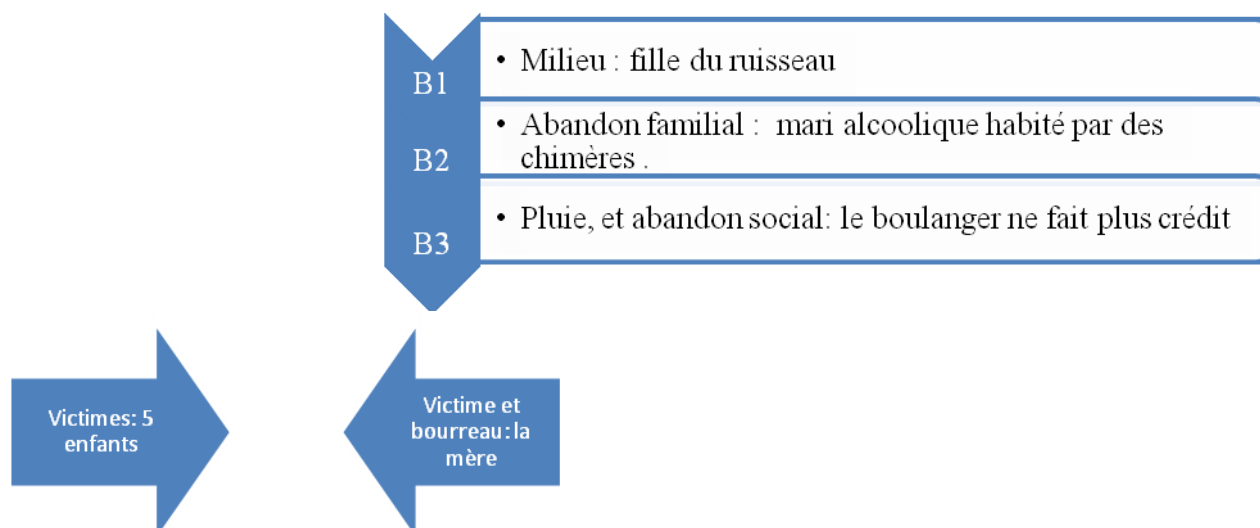 B1
• Milieu : fille du ruisseau
B2
• Abandon familial : mari alcoolique habité par des
chimères .
B3
• Pluie, et abandon social: le boulanger ne fait plus crédit
Victimes: 5
enfants
Victime et
bourreau: la
mère